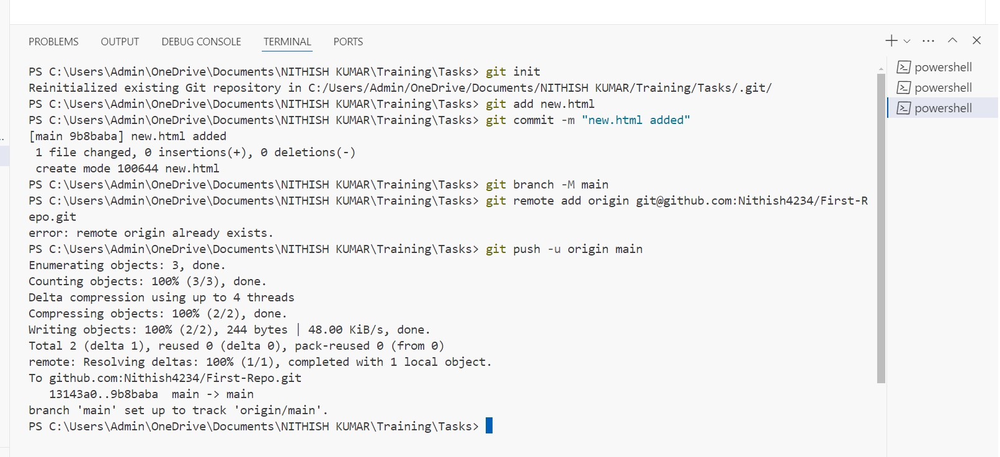 PROBLEMS OUTPUT DEBUG CONSOLE TERMINAL PORTS
PS C:\Users\Admin\OneDrive\Documents\NITHISH KUMAR\Training\Tasks> git init
Reinitialized existing Git repository in C:/Users/Admin/OneDrive/Documents/NITHISH KUMAR/Training/Tasks/.git/
PS C:\Users\Admin\OneDrive\Documents\NITHISH KUMAR\Training\Tasks> git add new.html
PS C:\Users\Admin\OneDrive\Documents\NITHISH KUMAR\Training\Tasks> git commit -m "new.html added"
[main 9b8baba] new.html added
 1 file changed, 0 insertions(+), 0 deletions(-)
 create mode 100644 new.html
PS C:\Users\Admin\OneDrive\Documents\NITHISH KUMAR\Training\Tasks> git branch -M main
PS C:\Users\Admin\OneDrive\Documents\NITHISH KUMAR\Training\Tasks> git remote add origin git@github.com:Nithish4234/First-R
epo.git
error: remote origin already exists.
PS C:\Users\Admin\OneDrive\Documents\NITHISH KUMAR\Training\Tasks> git push -u origin main
Enumerating objects: 3, done.
Counting objects: 100% (3/3), done.
Delta compression using up to 4 threads
Compressing objects: 100% (2/2), done.
Writing objects: 100% (2/2), 244 bytes | 48.00 KiB/s, done.
Total 2 (delta 1), reused 0 (delta 0), pack-reused 0 (from 0)
remote: Resolving deltas: 100% (1/1), completed with 1 local object.
To github.com:Nithish4234/First-Repo.git
   13143a0..9b8baba  main -> main
branch 'main' set up to track 'origin/main'.
PS C:\Users\Admin\OneDrive\Documents\NITHISH KUMAR\Training\Tasks>
powershell
powershell
powershell